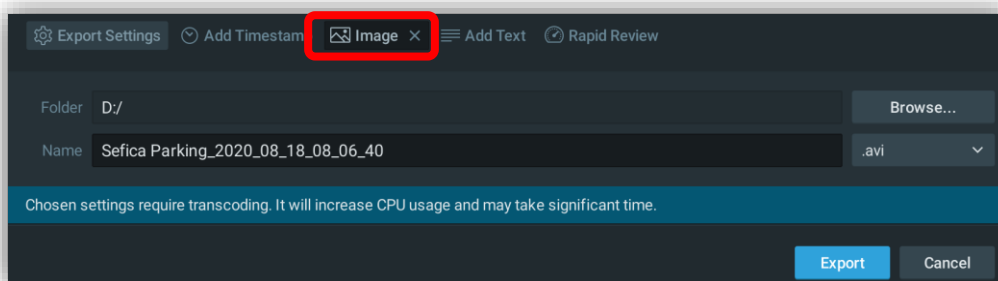 Export Settings Add Timestam Image × Add Text Rapid Review
Folder D:/ Browse...
Name Sefica Parking_2020_08_18_08_06_40 .avi
Chosen settings require transcoding. It will increase CPU usage and may take significant time.
Export Cancel